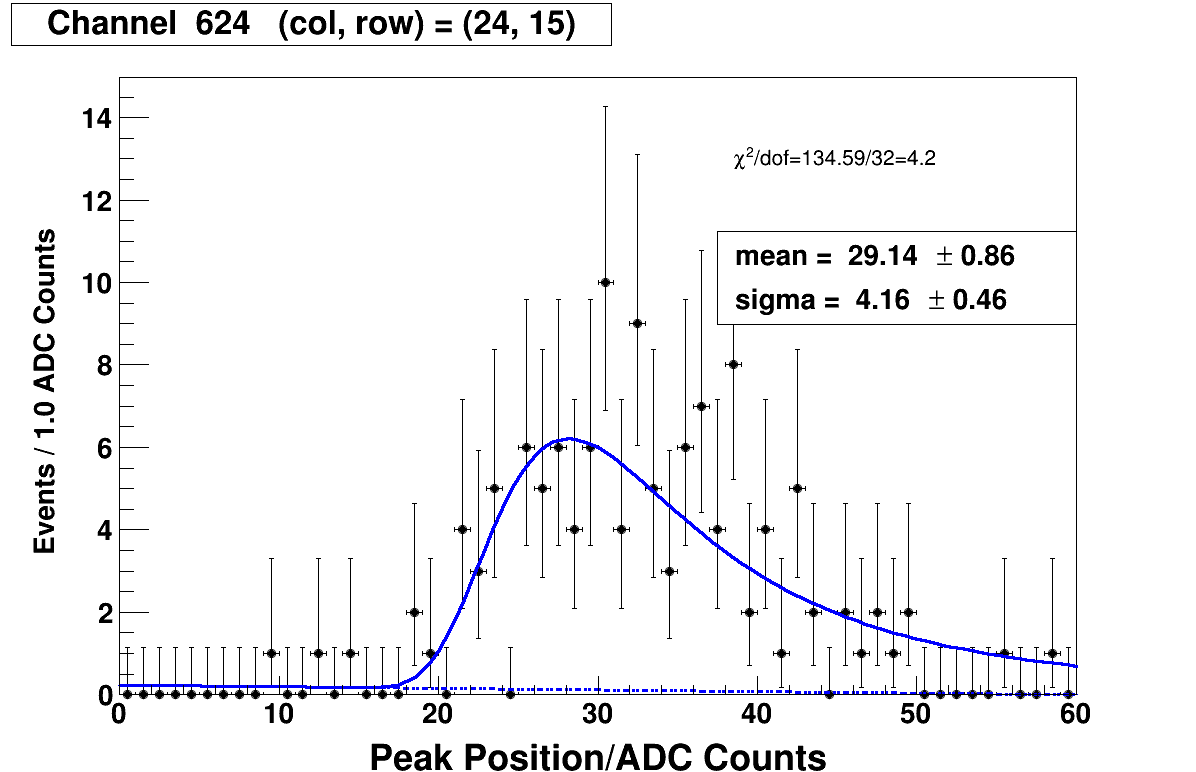 Channel 624 (col, row) = (24, 15)
χ²/dof=134.59/32=4.2
mean = 29.14 ± 0.86
sigma = 4.16 ± 0.46
Events / 1.0 ADC Counts
14
12
10
8
6
4
2
0
0 10 20 30 40 50 60
Peak Position/ADC Counts